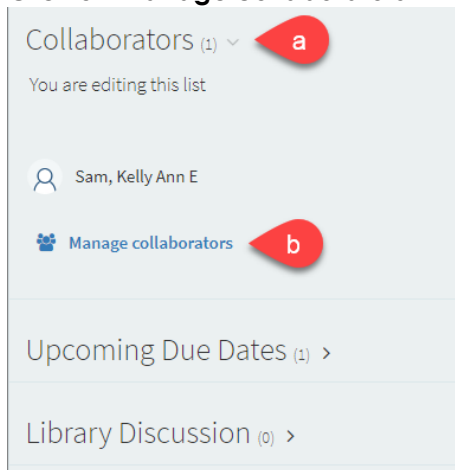 Collaborators (1)
a
You are editing this list
Sam, Kelly Ann E
Manage collaborators
b
Upcoming Due Dates (1) >
Library Discussion (0) >